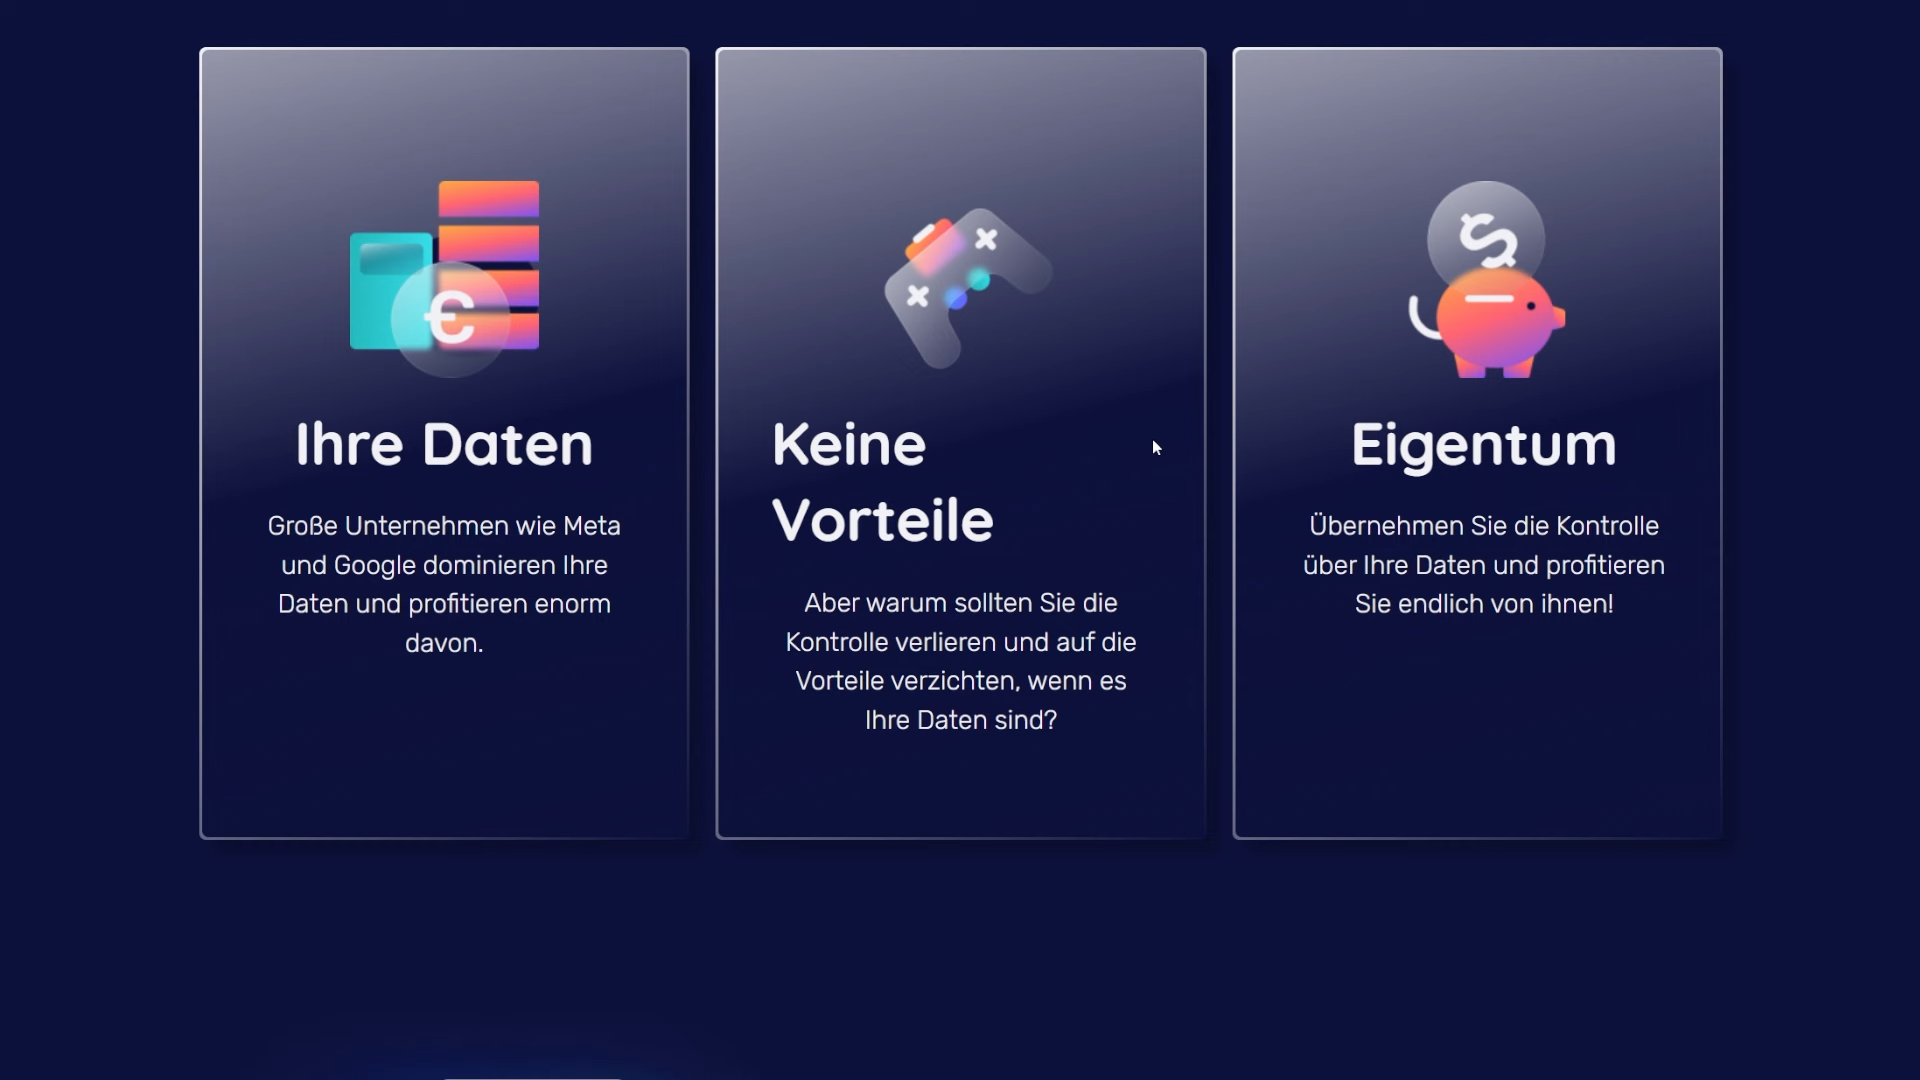 €
$
Ihre Daten
Große Unternehmen wie Meta
und Google dominieren Ihre
Daten und profitieren enorm
davon.
Keine
Vorteile
Aber warum sollten Sie die
Kontrolle verlieren und auf die
Vorteile verzichten, wenn es
Ihre Daten sind?
Eigentum
Übernehmen Sie die Kontrolle
über Ihre Daten und profitieren
Sie endlich von ihnen!